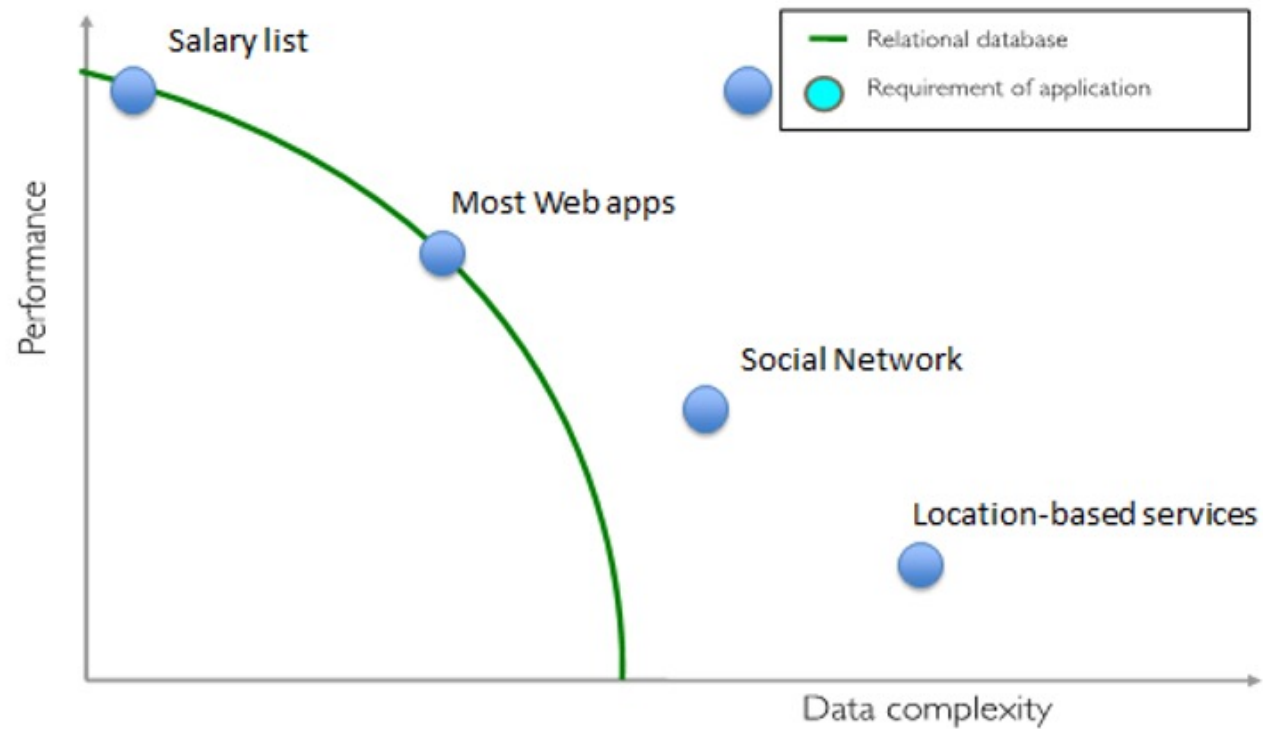 Salary list
Relational database
Requirement of application
Most Web apps
Performance
Social Network
Location-based services
Data complexity